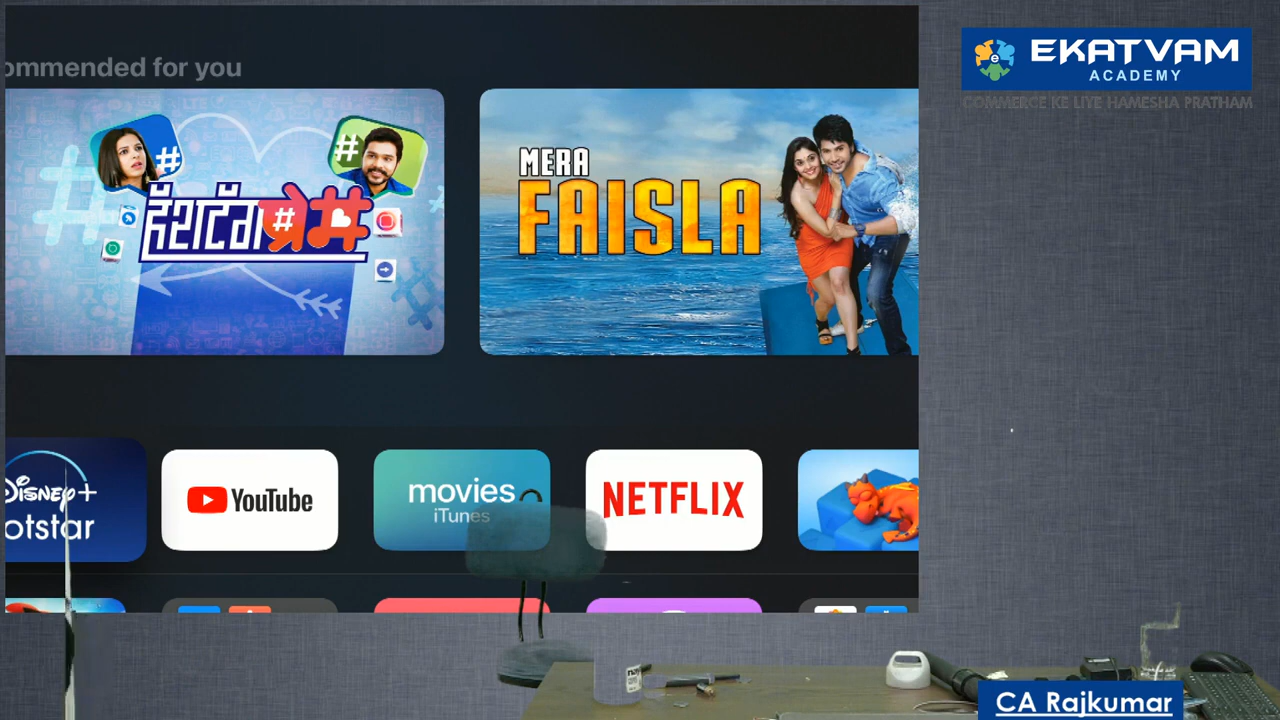 ommended for you
EKATVAM
ACADEMY
COMMERCE KE LIYE HAMESHA PRATHAM
#
#
हॅशटॅग#प्रेम#
MERA
FAISLA
Disney+
otstar
YouTube
movies
iTunes
NETFLIX
CA Rajkumar